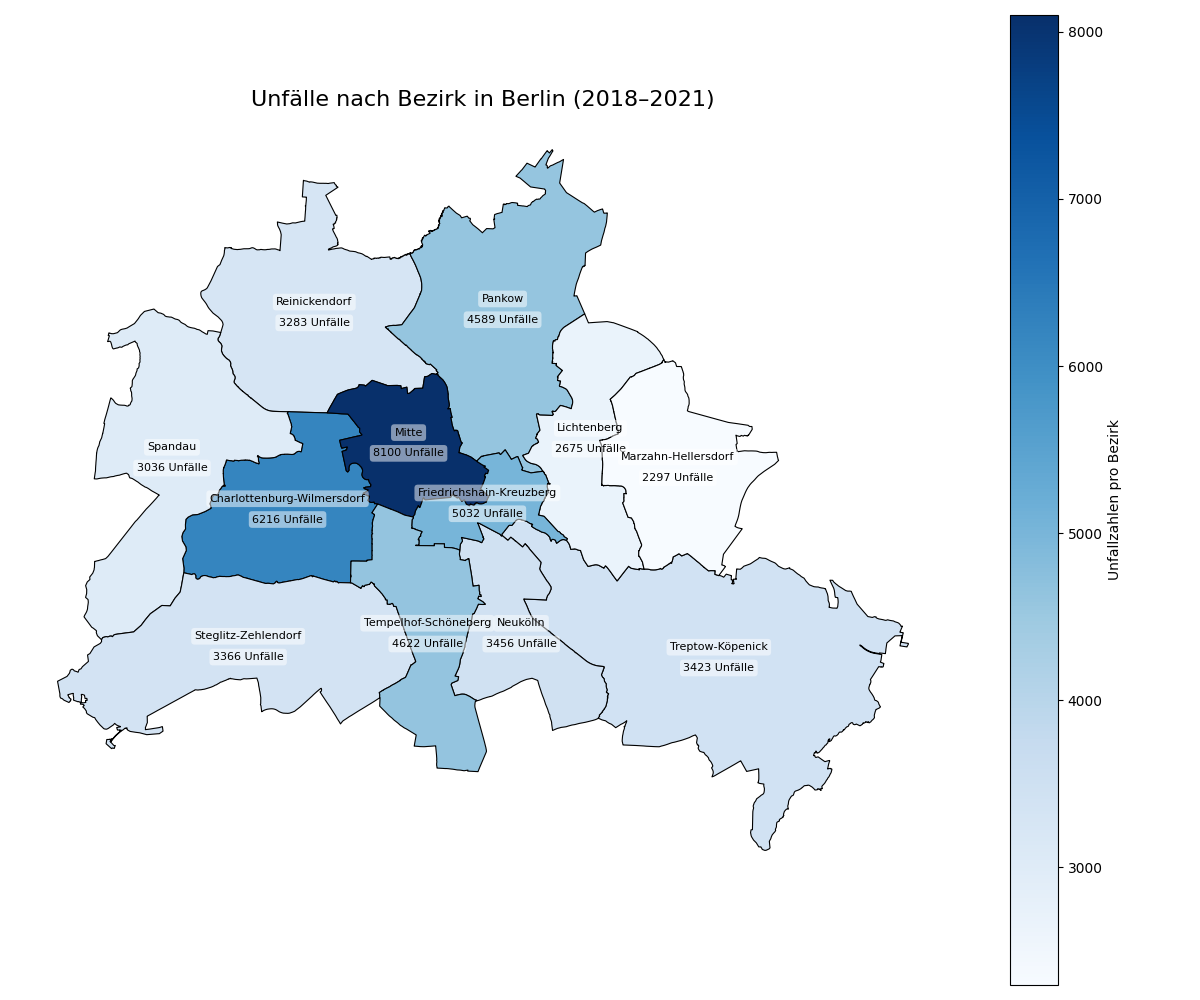 Unfälle nach Bezirk in Berlin (2018–2021)
Reinickendorf
3283 Unfälle
Pankow
4589 Unfälle
Mitte
8100 Unfälle
Lichtenberg
2675 Unfälle
Spandau
3036 Unfälle
Marzahn-Hellersdorf
2297 Unfälle
Charlottenburg-Wilmersdorf
6216 Unfälle
Friedrichshain-Kreuzberg
5032 Unfälle
Steglitz-Zehlendorf
3366 Unfälle
Tempelhof-Schöneberg
4622 Unfälle
Neukölln
3456 Unfälle
Treptow-Köpenick
3423 Unfälle
8000
7000
6000
5000
4000
3000
Unfallzahlen pro Bezirk